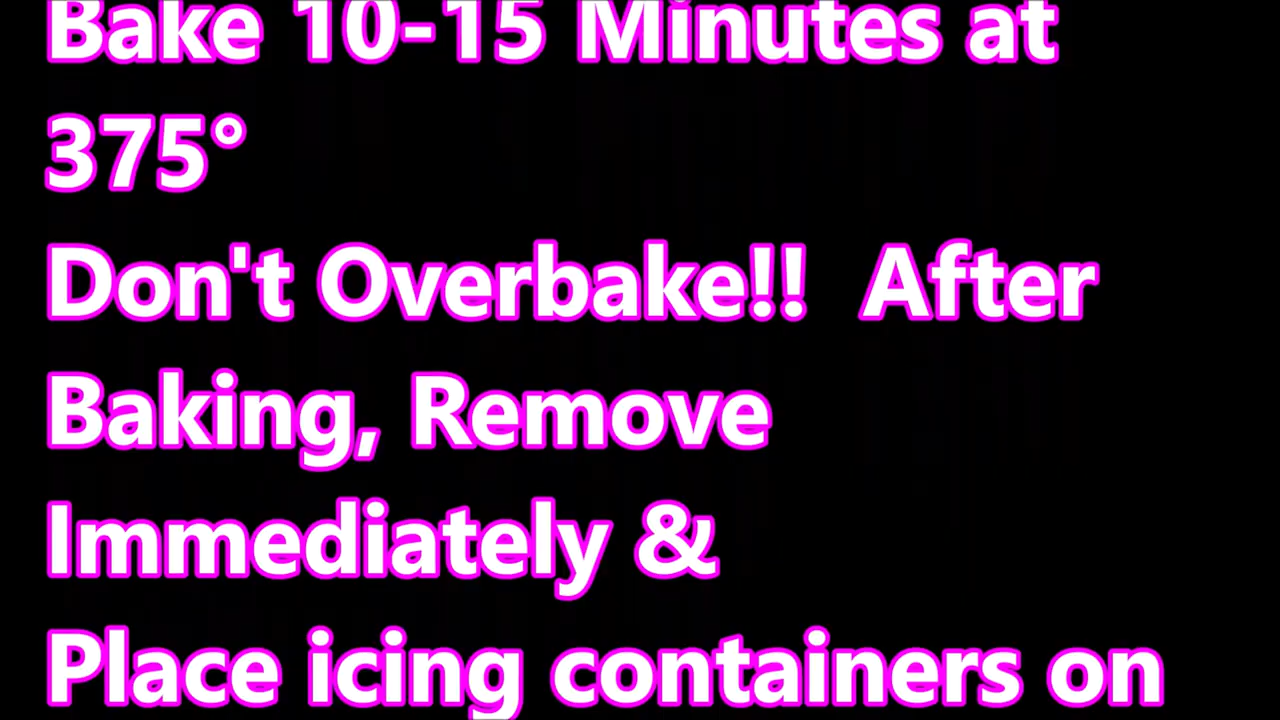 Bake 10-15 Minutes at
375°
Don't Overbake!!  After
Baking, Remove
Immediately &
Place icing containers on